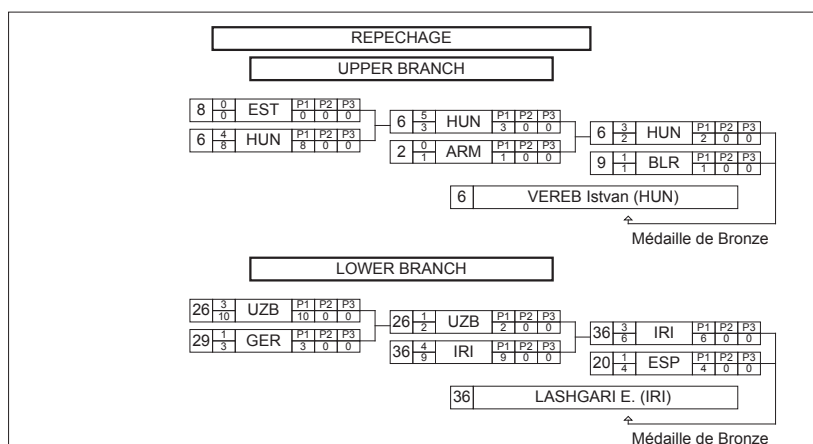 REPECHAGE
UPPER BRANCH
8 0 0 EST P1 P2 P3 0 0 0
6 4 8 HUN P1 P2 P3 8 0 0
6 5 3 HUN P1 P2 P3 3 0 0
2 0 1 ARM P1 P2 P3 1 0 0
6 3 2 HUN P1 P2 P3 2 0 0
9 1 1 BLR P1 P2 P3 1 0 0
6 VEREB Istvan (HUN)
Médaille de Bronze
LOWER BRANCH
26 3 10 UZB P1 P2 P3 10 0 0
29 1 3 GER P1 P2 P3 3 0 0
26 1 2 UZB P1 P2 P3 2 0 0
36 4 9 IRI P1 P2 P3 9 0 0
36 3 6 IRI P1 P2 P3 6 0 0
20 1 4 ESP P1 P2 P3 4 0 0
36 LASHGARI E. (IRI)
Médaille de Bronze